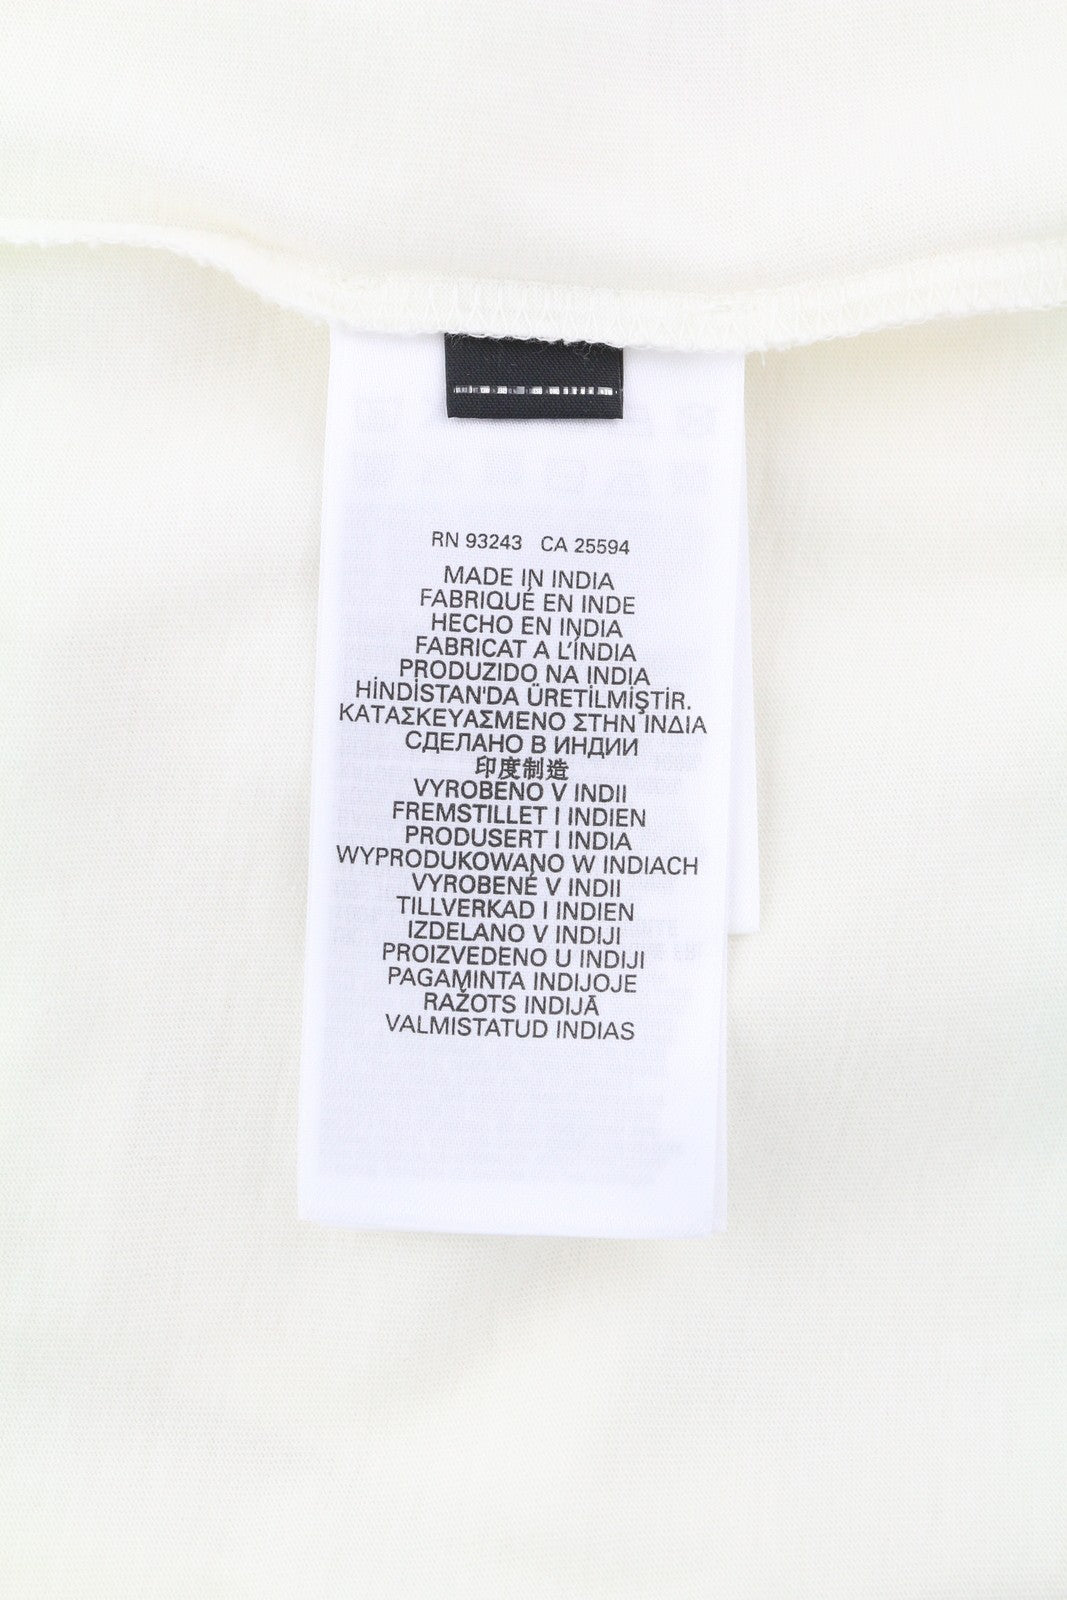 RN 93243 CA 25594
MADE IN INDIA
FABRIQUÉ EN INDE
HECHO EN INDIA
FABRICAT A L'ÍNDIA
PRODUZIDO NA ÍNDIA
HİNDİSTAN'DA ÜRETİLMİŞTİR.
ΚΑΤΑΣΚΕΥΑΣΜΕΝΟ ΣΤΗΝ ΙΝΔΙΑ
СДЕЛАНО В ИНДИИ
印度制造
VYROBENO V INDII
FREMSTILLET I INDIEN
PRODUSERT I INDIA
WYPRODUKOWANO W INDIACH
VYROBENÉ V INDII
TILLVERKAD I INDIEN
IZDELANO V INDIJI
PROIZVEDENO U INDIJI
PAGAMINTA INDIJOJE
RAŽOTS INDIJĀ
VALMISTATUD INDIAS